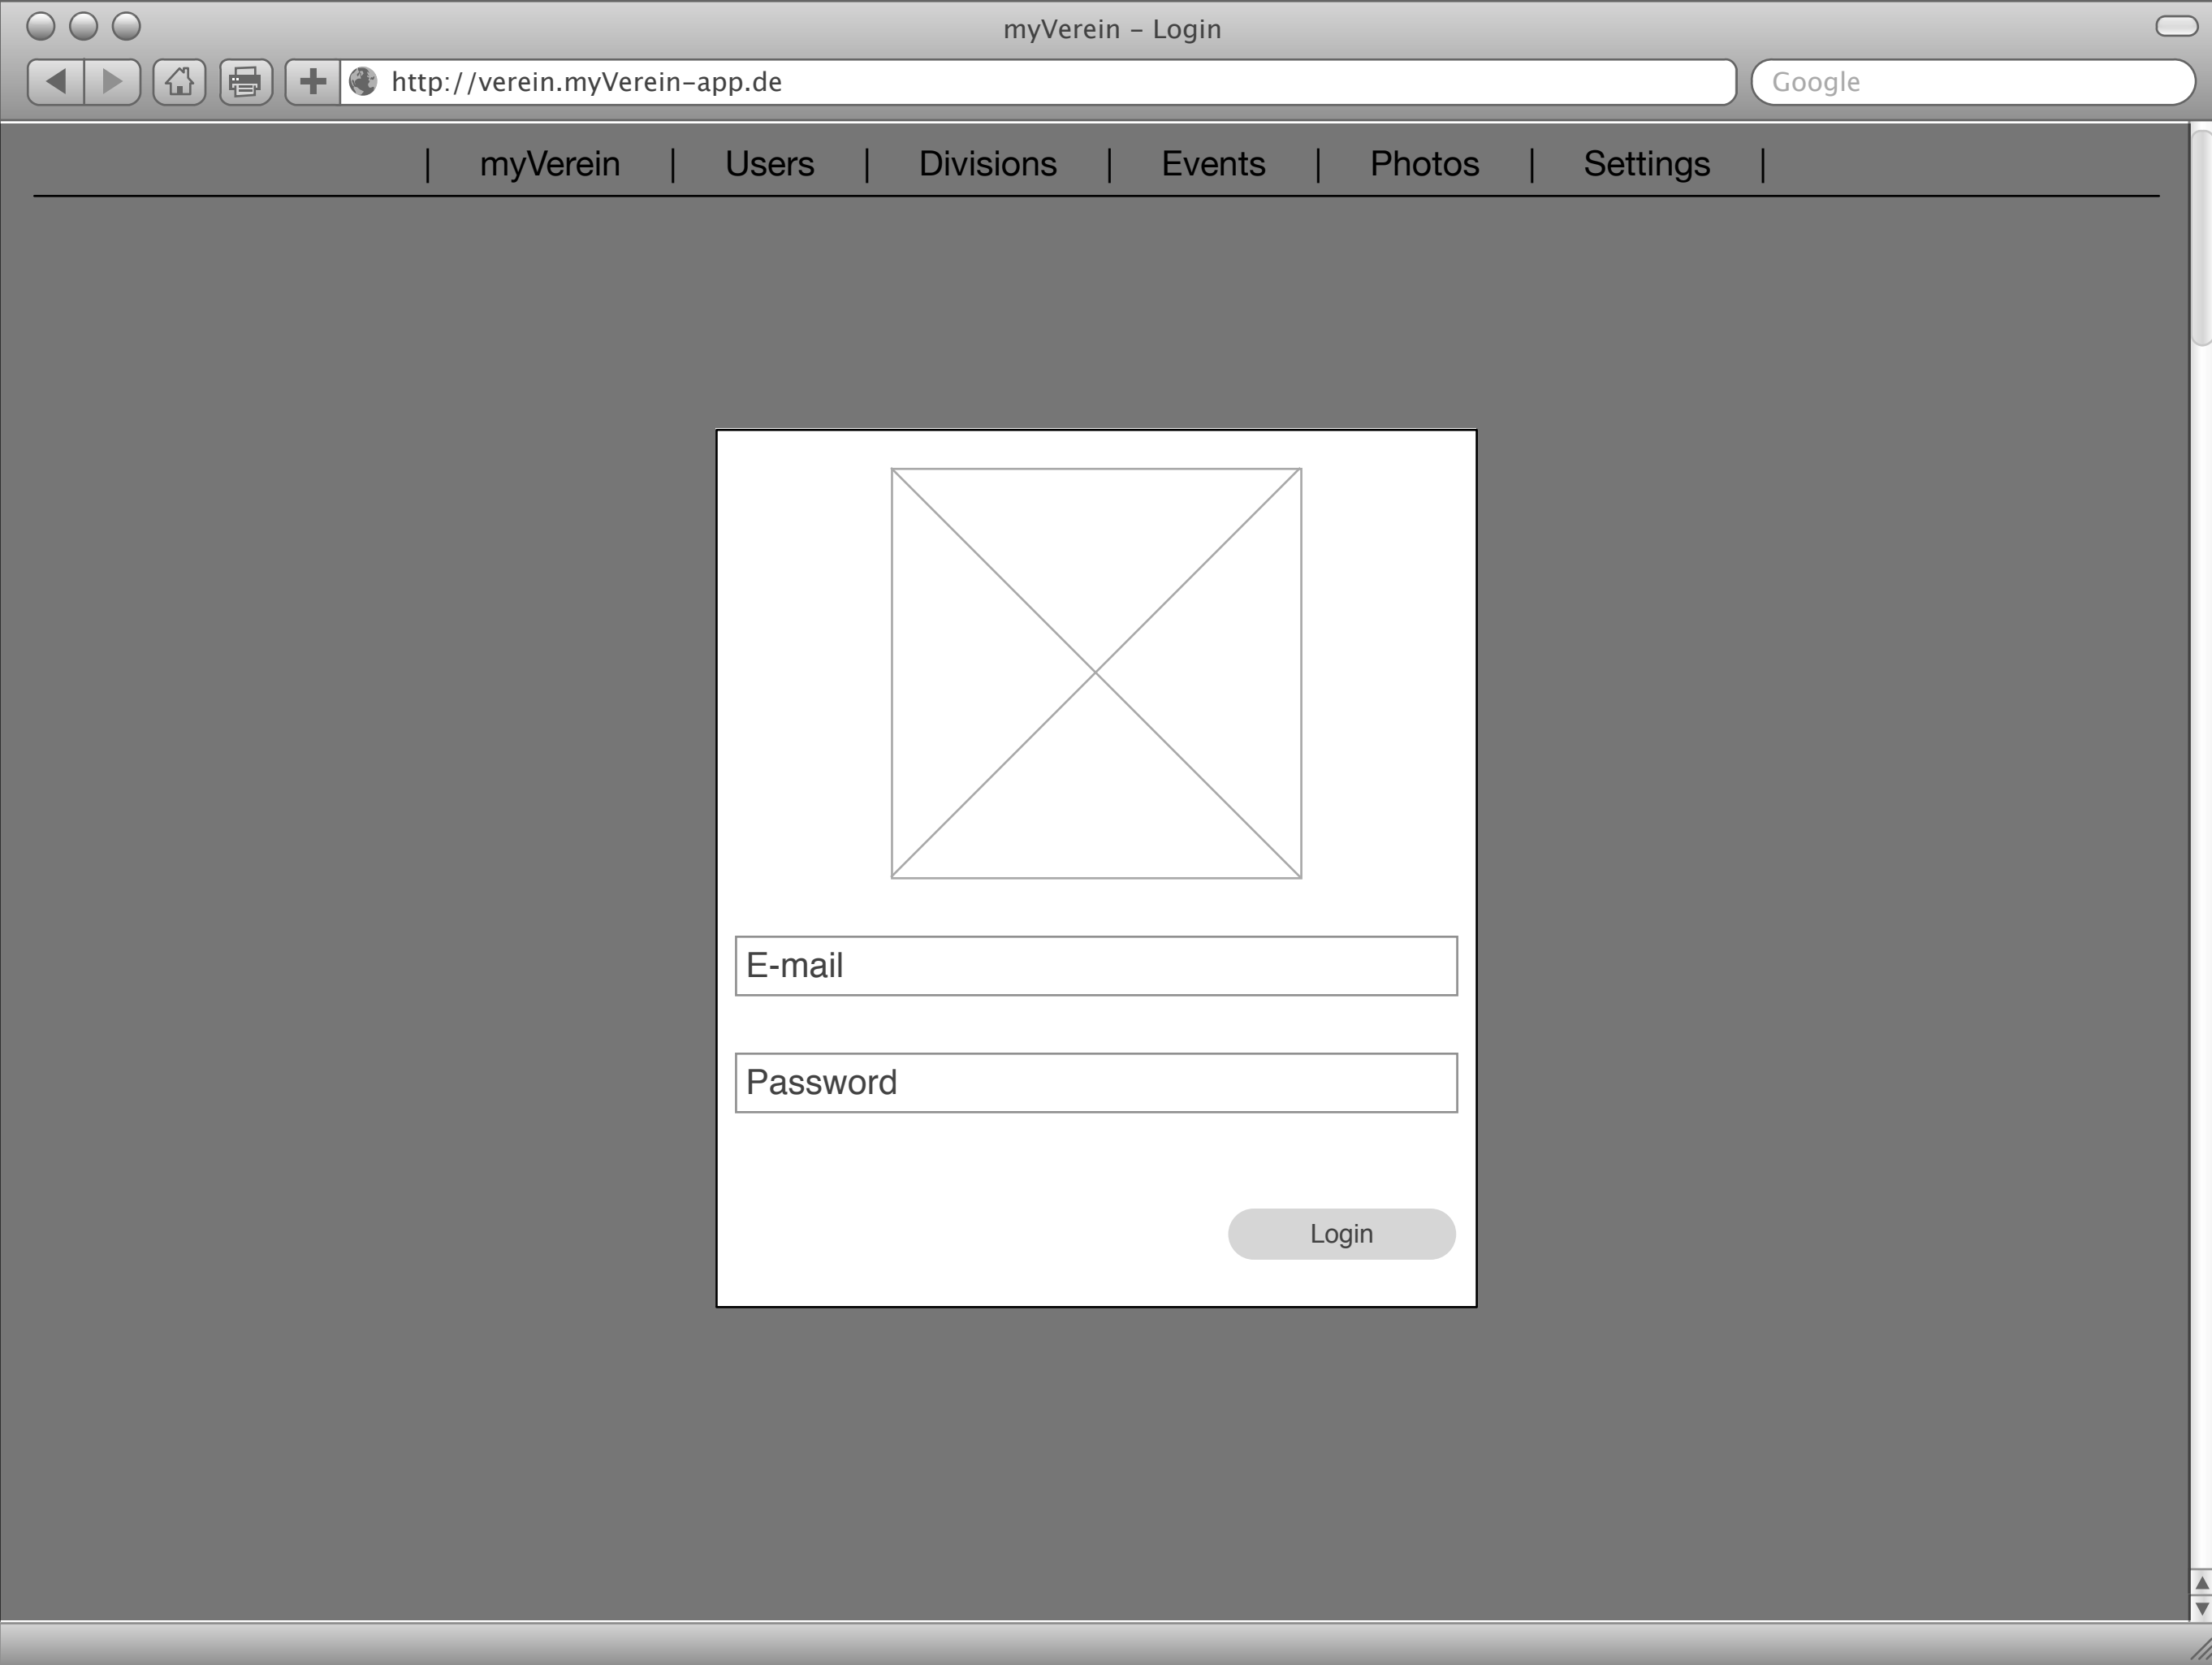 myVerein – Login
http://verein.myVerein-app.de
Google
| myVerein | Users | Divisions | Events | Photos | Settings |
E-mail
Password
Login